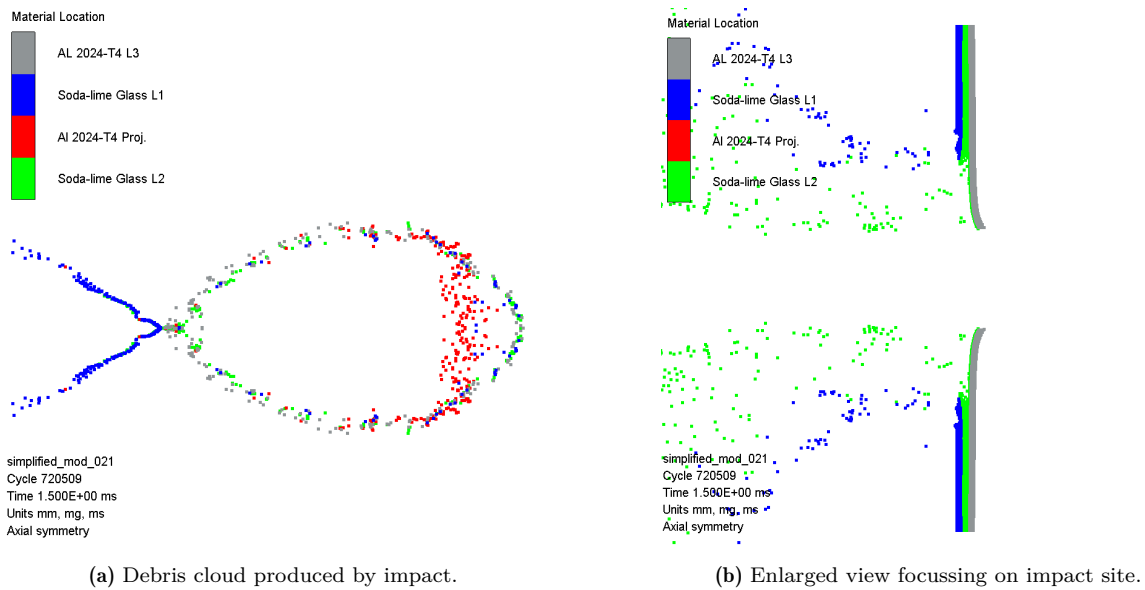 Material Location
AL 2024-T4 L3
Soda-lime Glass L1
Al 2024-T4 Proj.
Soda-lime Glass L2
simplified_mod_021
Cycle 720509
Time 1.500E+00 ms
Units mm, mg, ms
Axial symmetry
(a) Debris cloud produced by impact.
Material Location
AL 2024-T4 L3
Soda-lime Glass L1
Al 2024-T4 Proj.
Soda-lime Glass L2
simplified_mod_021
Cycle 720509
Time 1.500E+00 ms
Units mm, mg, ms
Axial symmetry
(b) Enlarged view focussing on impact site.